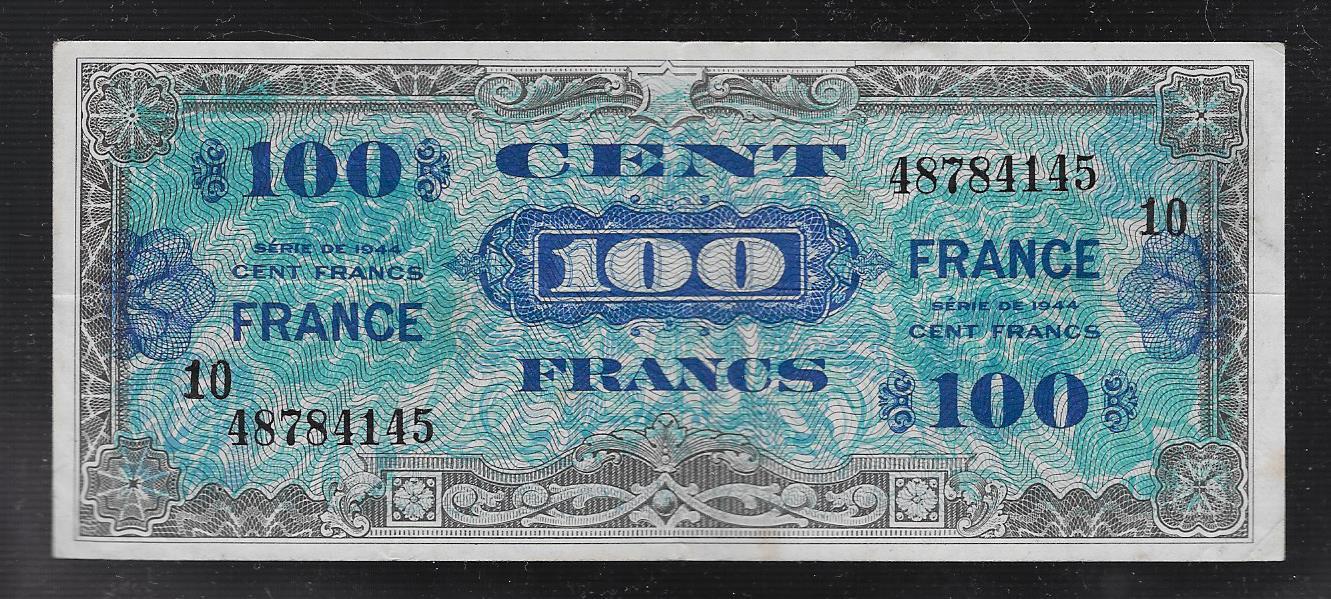 100
CENT
48784145
10
SÉRIE DE 1944
CENT FRANCS
FRANCE
100
FRANCE
SÉRIE DE 1944
CENT FRANCS
10
48784145
FRANCS
100